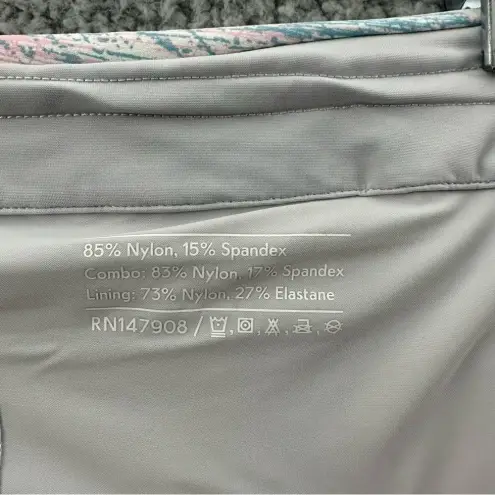 85% Nylon, 15% Spandex
Combo: 83% Nylon, 17% Spandex
Lining: 73% Nylon, 27% Elastane
RN147908 /